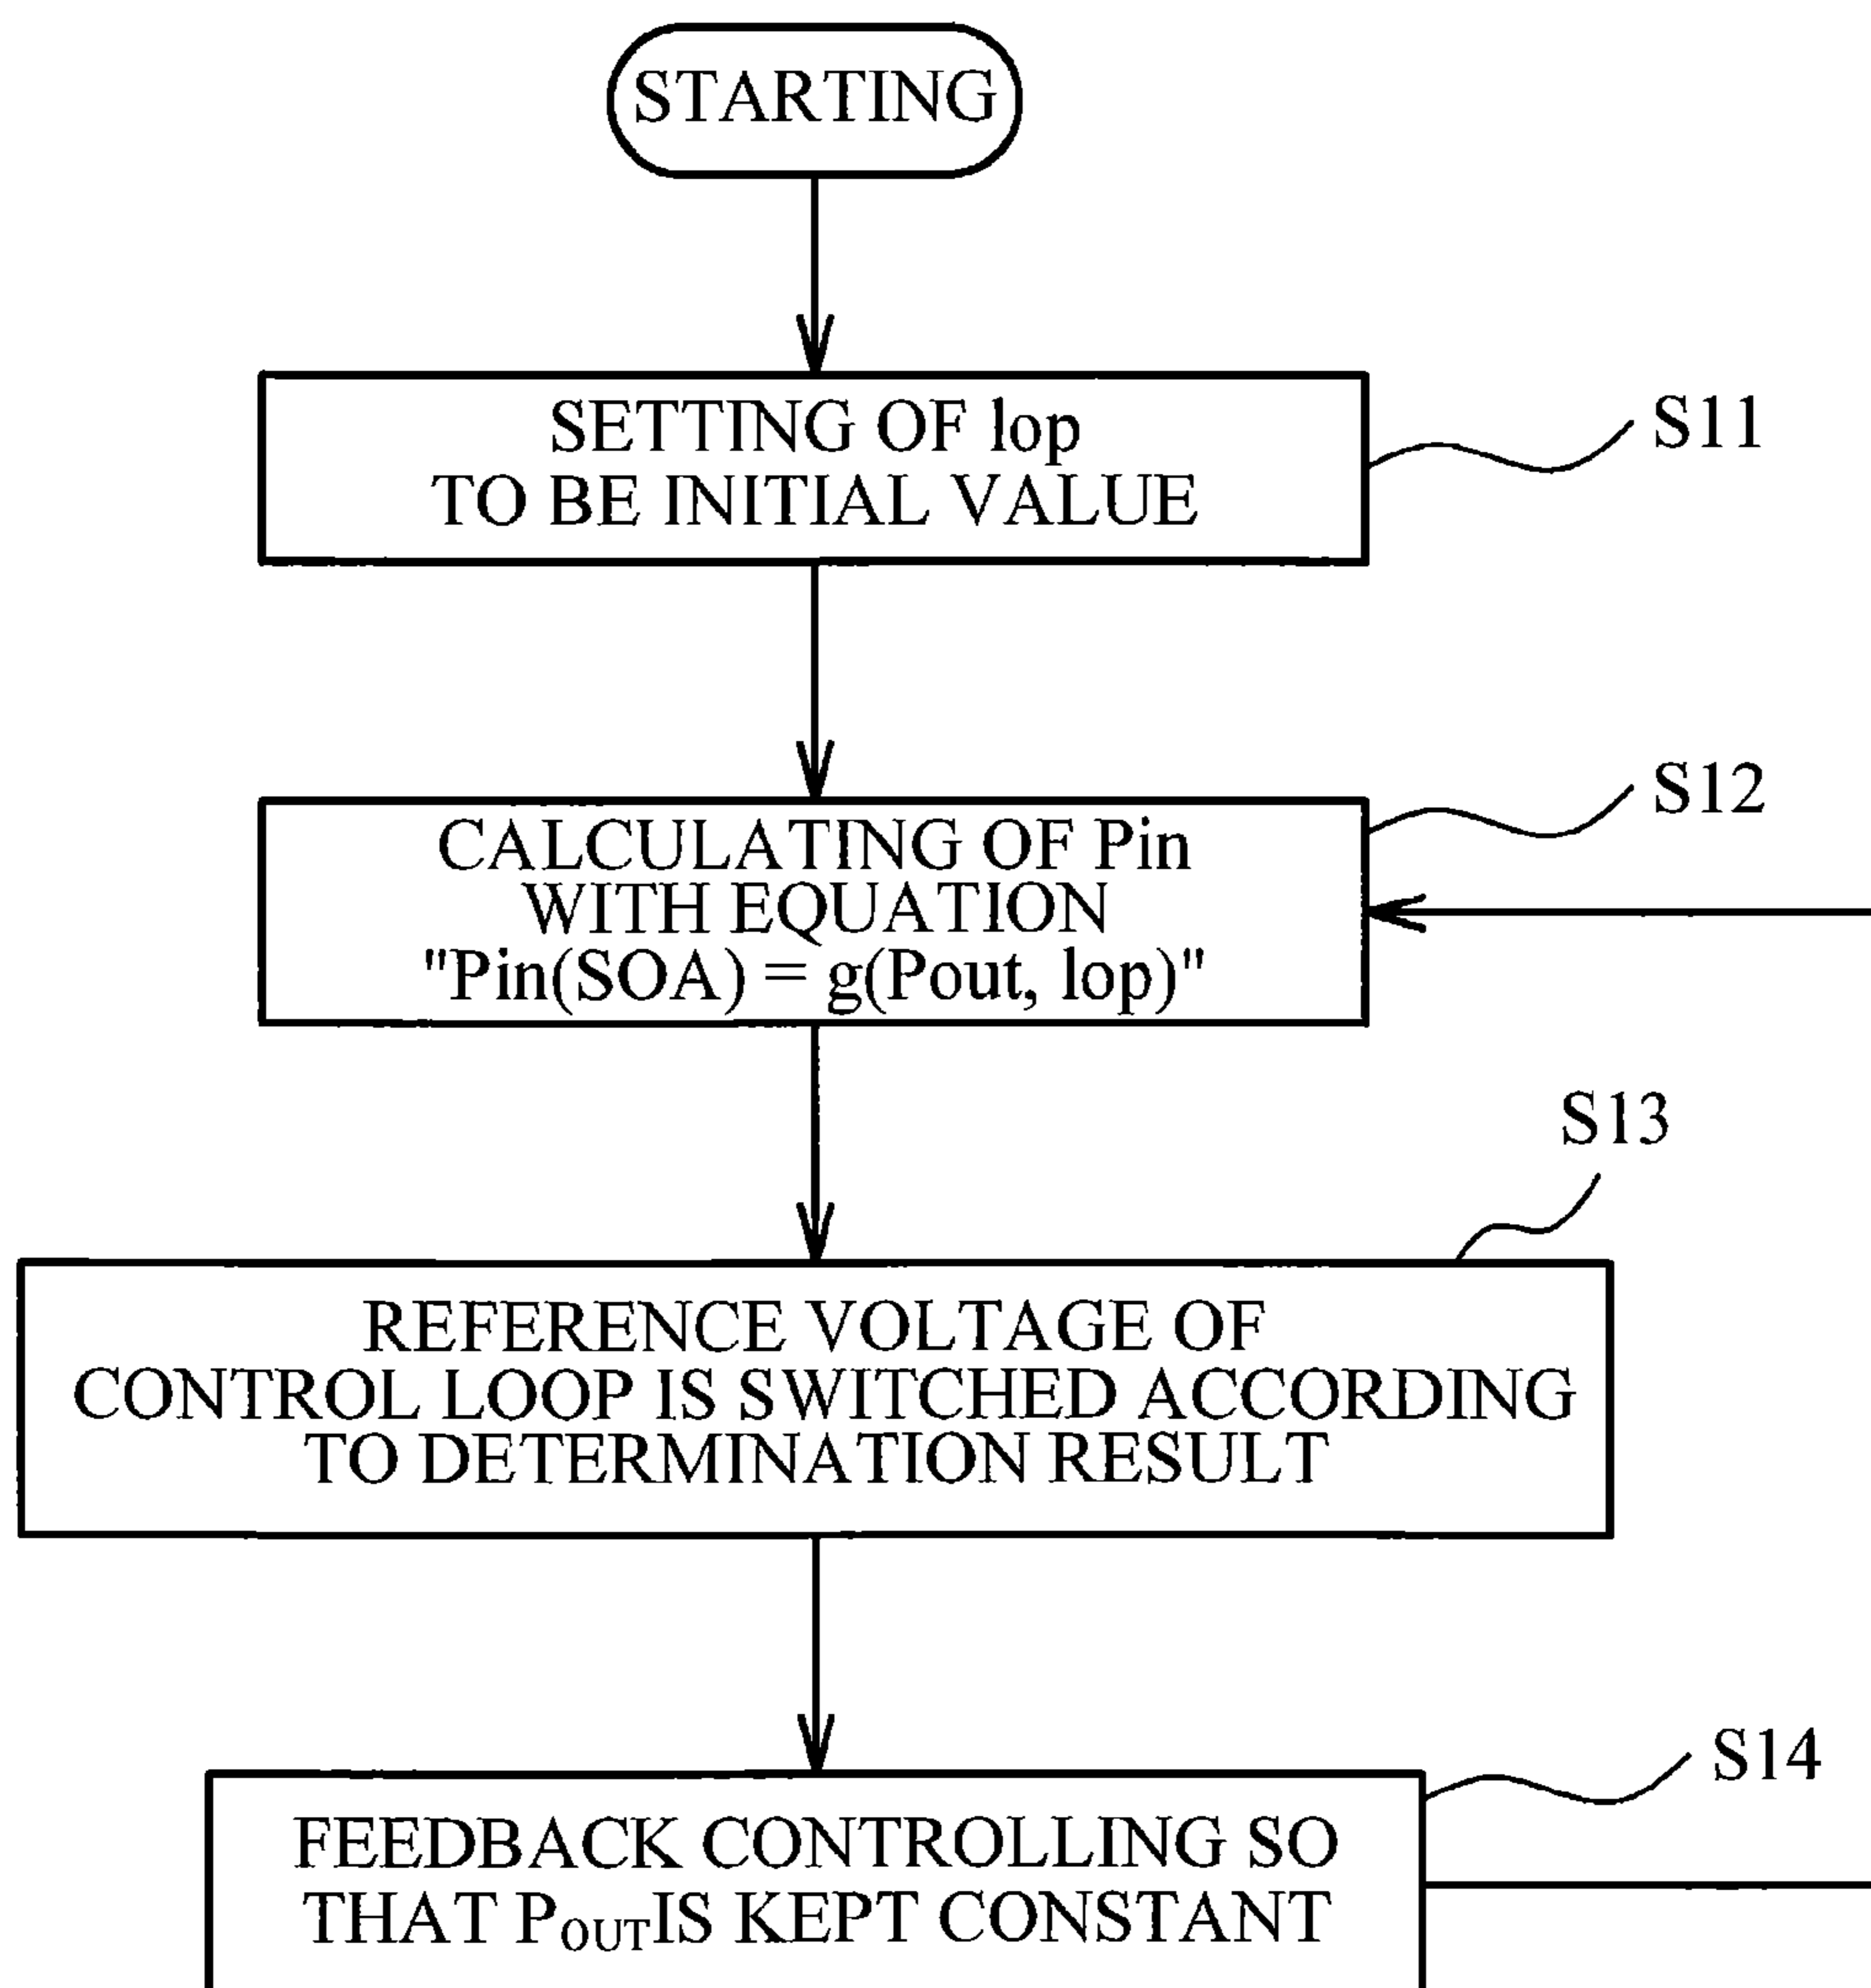 STARTING
SETTING OF lop
TO BE INITIAL VALUE
S11
CALCULATING OF Pin
WITH EQUATION
"Pin(SOA) = g(Pout, lop)"
S12
S13
REFERENCE VOLTAGE OF
CONTROL LOOP IS SWITCHED ACCORDING
TO DETERMINATION RESULT
S14
FEEDBACK CONTROLLING SO
THAT POUT IS KEPT CONSTANT